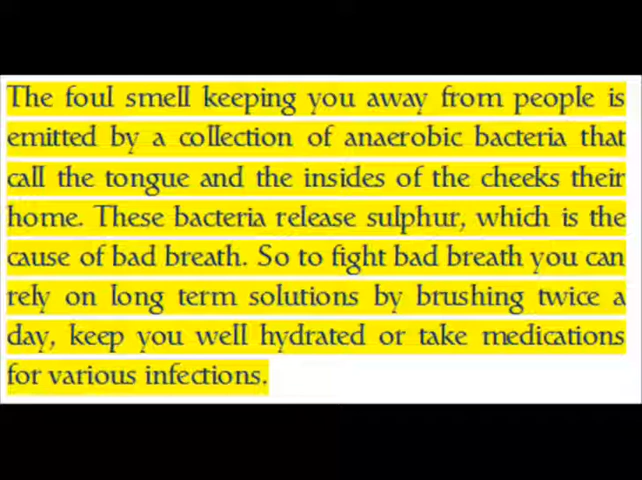 The foul smell keeping you away from people is
emitted by a collection of anaerobic bacteria that
call the tongue and the insides of the cheeks their
home. These bacteria release sulphur, which is the
cause of bad breath. So to fight bad breath you can
rely on long term solutions by brushing twice a
day, keep you well hydrated or take medications
for various infections.